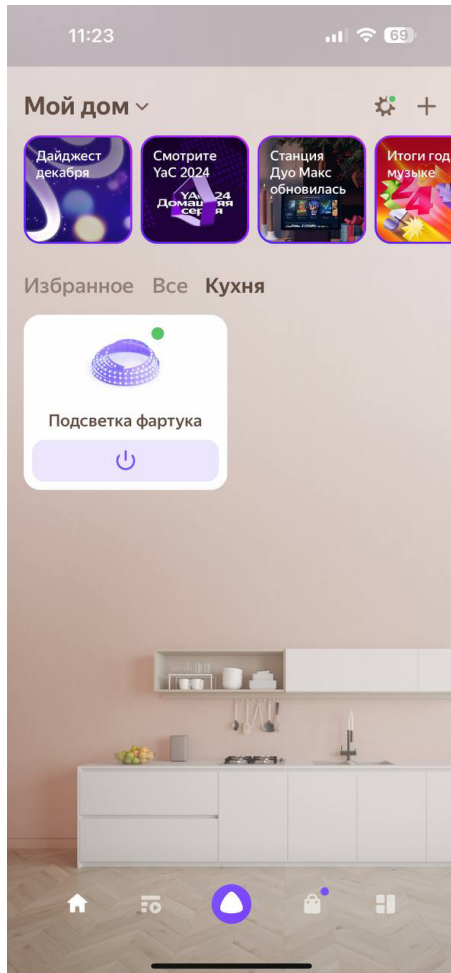 11:23
69
Мой дом
Дайджест
декабря
Смотрите
YaC 2024
Станция
Дуо Макс
обновилась
Итоги год
музыке
Избранное Все Кухня
Подсветка фартука